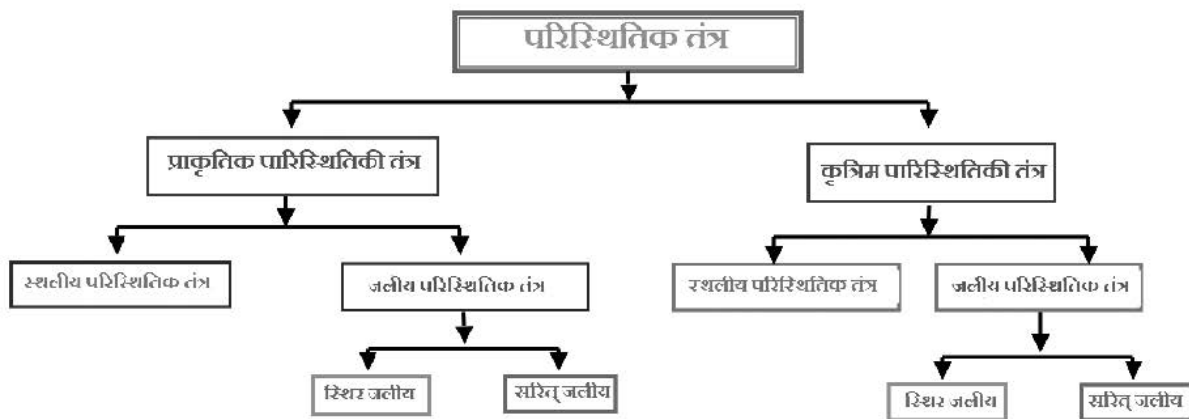 परिस्थितिक तंत्र
प्राकृतिक पारिस्थितिकी तंत्र
कृत्रिम पारिस्थितिकी तंत्र
स्थलीय परिस्थितिक तंत्र
जलीय परिस्थितिक तंत्र
स्थलीय परिस्थितिक तंत्र
जलीय परिस्थितिक तंत्र
स्थिर जलीय
सरित् जलीय
स्थिर जलीय
सरित् जलीय